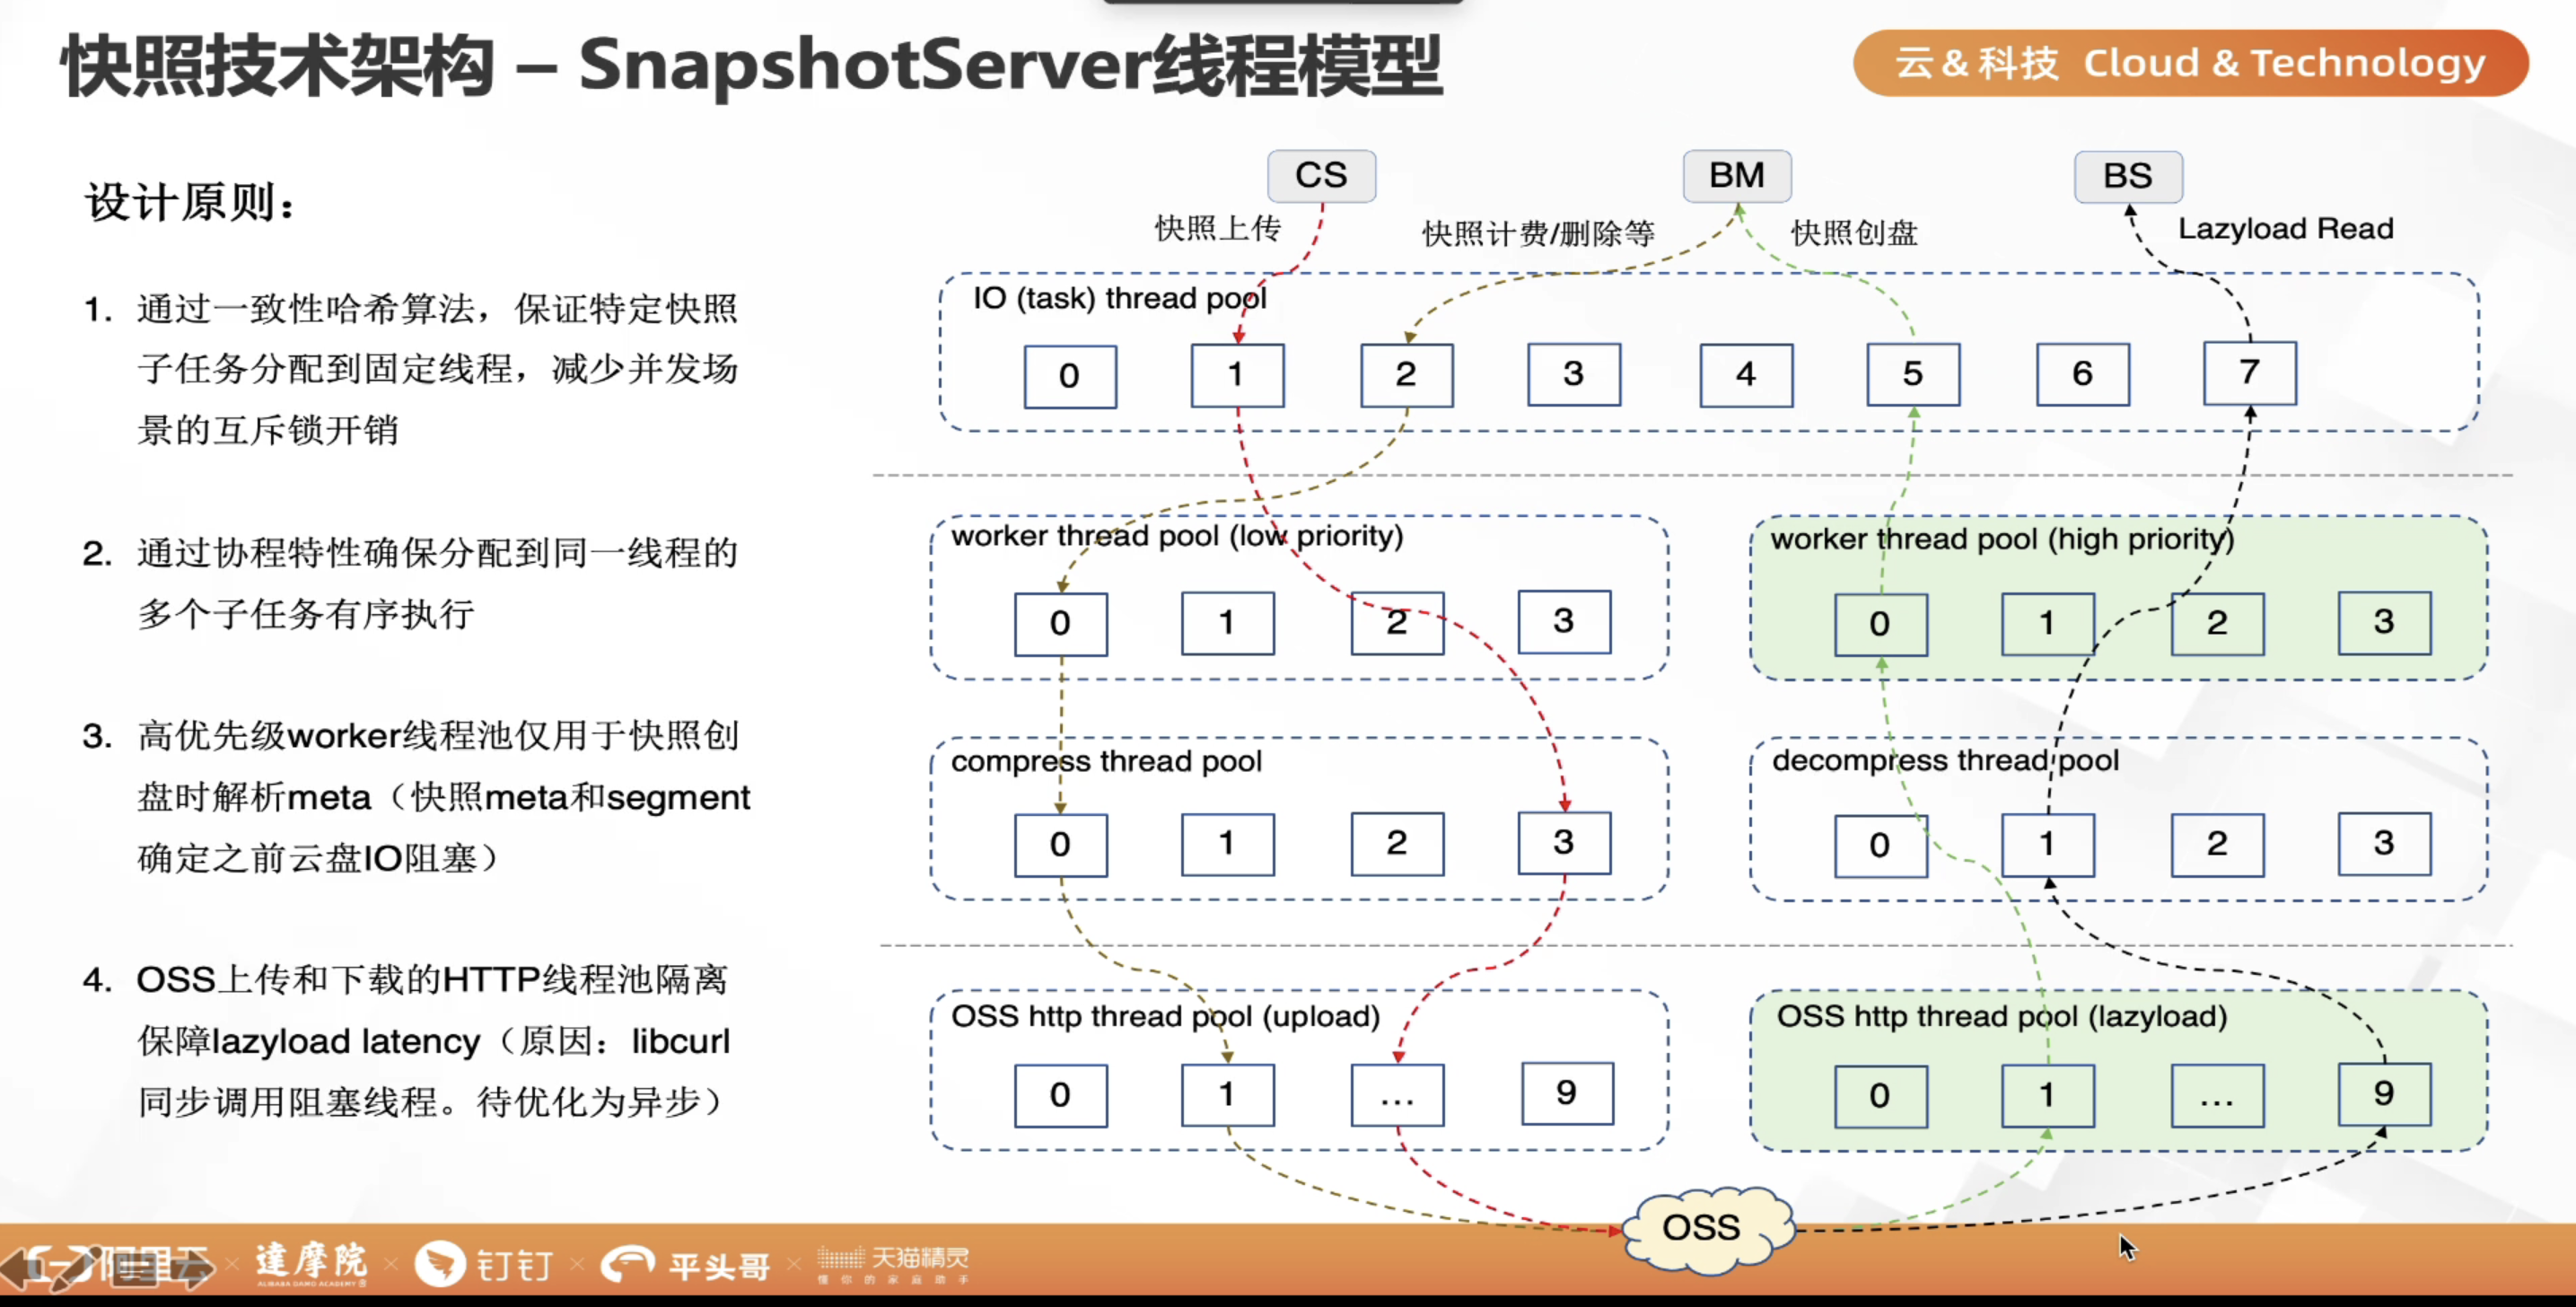 快照技术架构 – SnapshotServer线程模型
云&科技 Cloud & Technology
设计原则：
1. 通过一致性哈希算法，保证特定快照
子任务分配到固定线程，减少并发场
景的互斥锁开销
2. 通过协程特性确保分配到同一线程的
多个子任务有序执行
3. 高优先级worker线程池仅用于快照创
盘时解析meta（快照meta和segment
确定之前云盘IO阻塞）
4. OSS上传和下载的HTTP线程池隔离
保障lazyload latency（原因：libcurl
同步调用阻塞线程。待优化为异步）
CS
BM
BS
快照上传
快照计费/删除等
快照创盘
Lazyload Read
IO (task) thread pool
0 1 2 3 4 5 6 7
worker thread pool (low priority)
0 1 2 3
worker thread pool (high priority)
0 1 2 3
compress thread pool
0 1 2 3
decompress thread pool
0 1 2 3
OSS http thread pool (upload)
0 1 ... 9
OSS http thread pool (lazyload)
0 1 ... 9
OSS
阿里云 × 達摩院 × 钉钉 × 平头哥 × 天猫精灵
ALIBABA DAMO ACADEMY
懂你的家庭助手